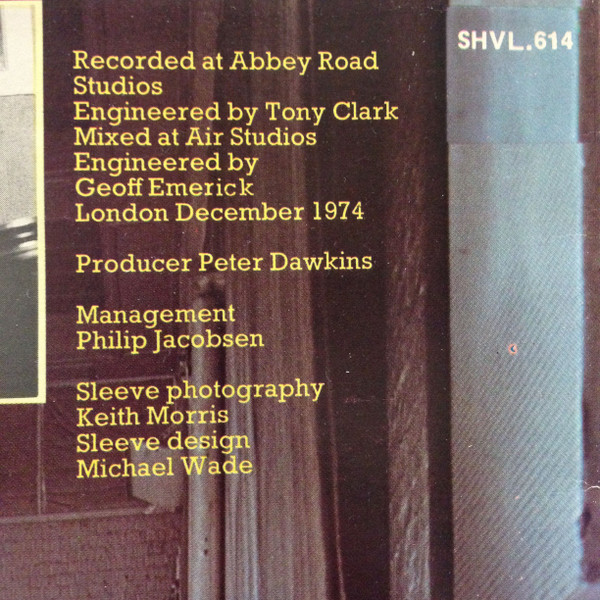 SHVL.614
Recorded at Abbey Road
Studios
Engineered by Tony Clark
Mixed at Air Studios
Engineered by
Geoff Emerick
London December 1974
Producer Peter Dawkins
Management
Philip Jacobsen
Sleeve photography
Keith Morris
Sleeve design
Michael Wade